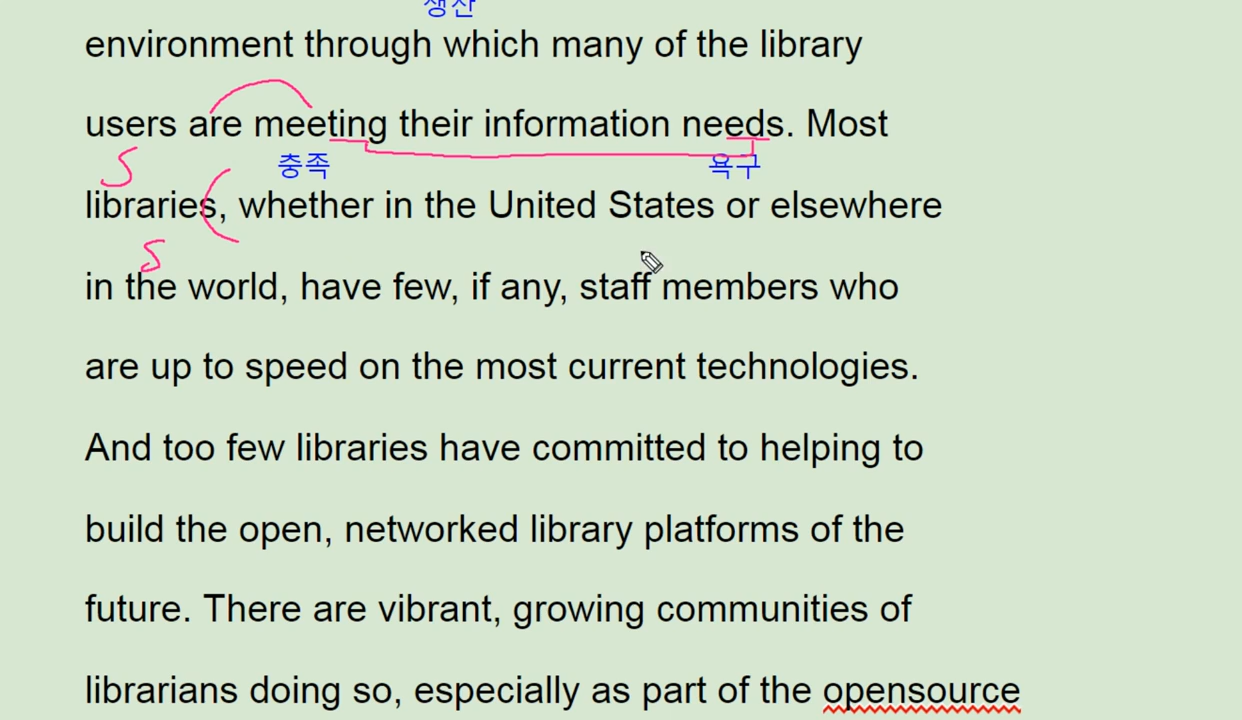 생산
environment through which many of the library
users are meeting their information needs. Most
S 충족 욕구
libraries, whether in the United States or elsewhere
S
in the world, have few, if any, staff members who
are up to speed on the most current technologies.
And too few libraries have committed to helping to
build the open, networked library platforms of the
future. There are vibrant, growing communities of
librarians doing so, especially as part of the opensource